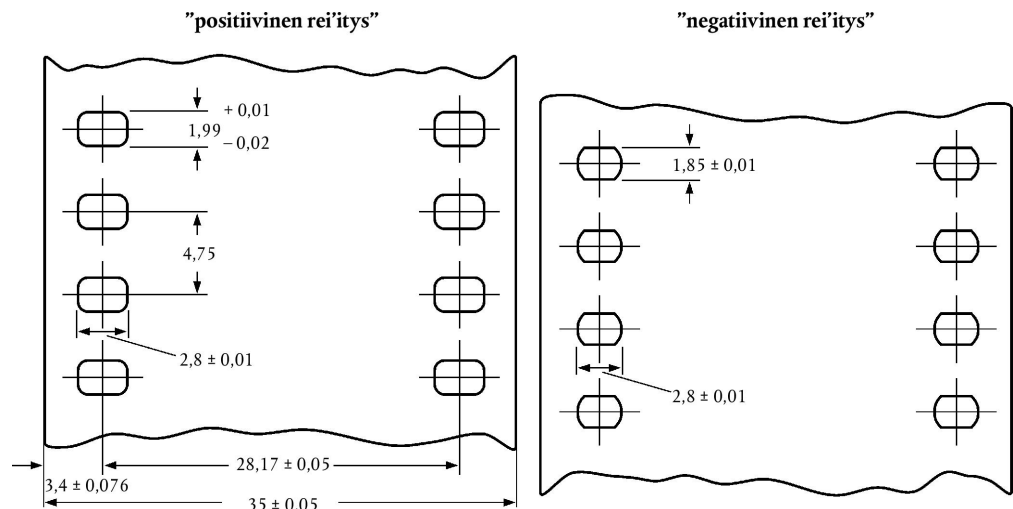 ”positiivinen rei’itys”
”negatiivinen rei’itys”
+ 0,01
1,99
– 0,02
4,75
2,8 ± 0,01
28,17 ± 0,05
3,4 ± 0,076
35 ± 0,05
1,85 ± 0,01
2,8 ± 0,01